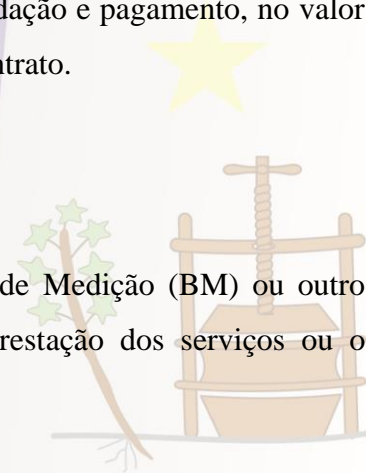 dação e pagamento, no valor
ntrato.
de Medição (BM) ou outro
restação dos serviços ou o